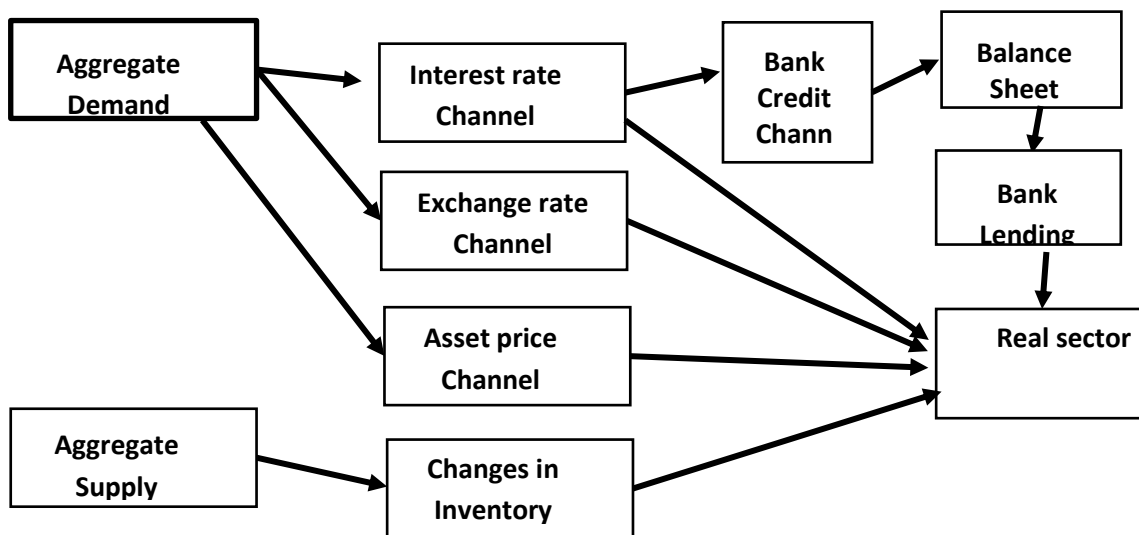 Aggregate
Demand
Interest rate
Channel
Bank
Credit
Chann
Balance
Sheet
Exchange rate
Channel
Bank
Lending
Asset price
Channel
Real sector
Aggregate
Supply
Changes in
Inventory